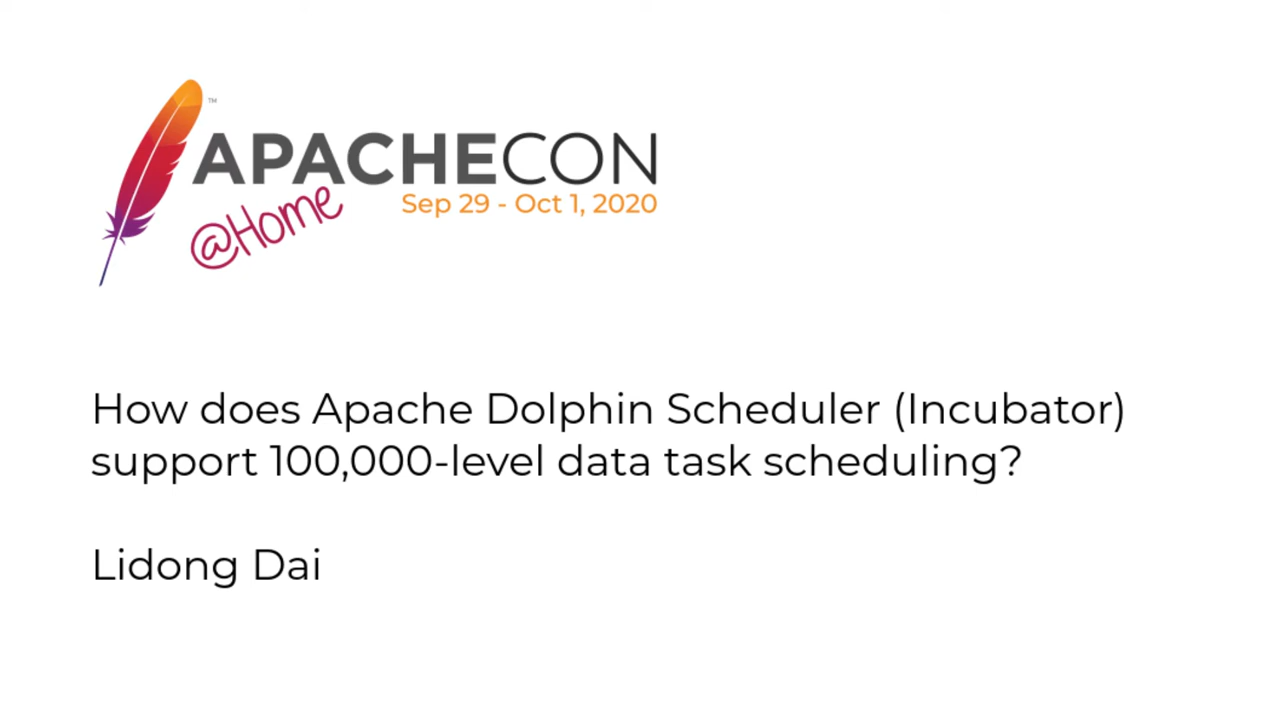 ™
APACHECON
@Home
Sep 29 - Oct 1, 2020
How does Apache Dolphin Scheduler (Incubator)
support 100,000-level data task scheduling?
Lidong Dai